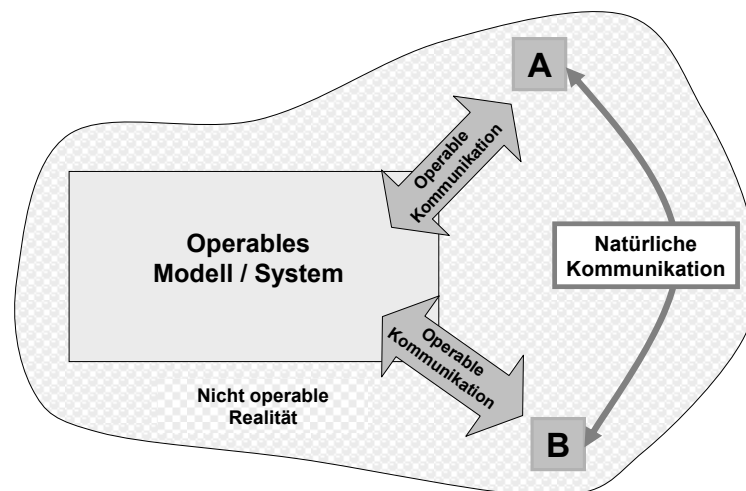 A
Operable
Kommunikation
Natürliche
Kommunikation
Operables
Modell / System
Operable
Kommunikation
Nicht operable
Realität
B